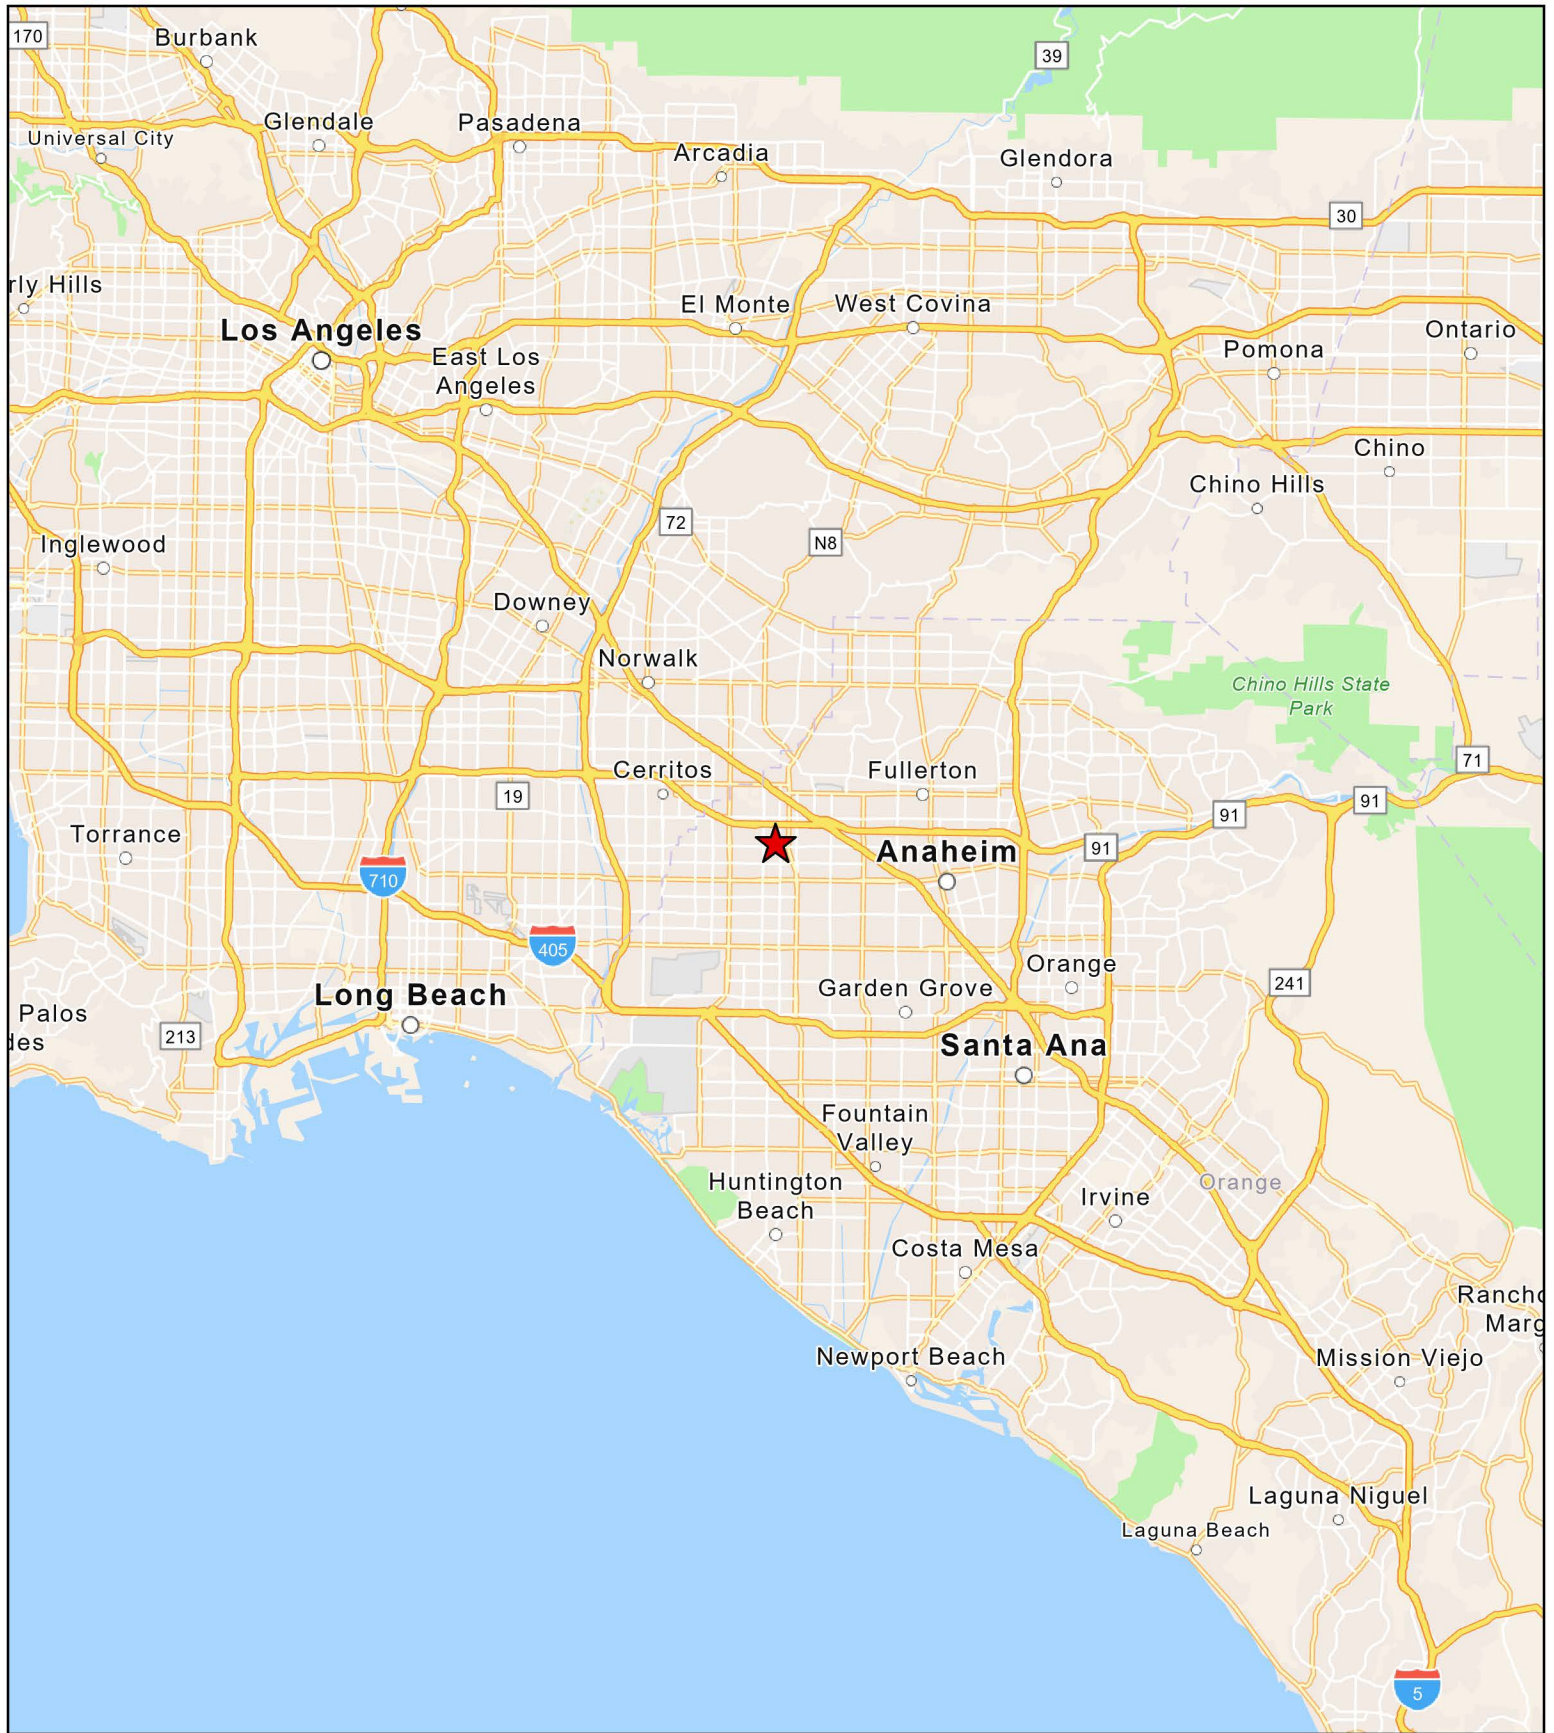 170
Burbank
39
Glendale
Pasadena
Universal City
Arcadia
Glendora
30
rly Hills
El Monte
West Covina
Los Angeles
Ontario
Pomona
East Los
Angeles
Chino
Chino Hills
72
N8
Inglewood
Downey
Norwalk
Chino Hills State
Park
71
Cerritos
Fullerton
19
91
91
Torrance
91
Anaheim
710
405
Orange
241
Garden Grove
Long Beach
Palos
des
213
Santa Ana
Fountain
Valley
Orange
Huntington
Beach
Irvine
Costa Mesa
Rancho
Marg
Newport Beach
Mission Viejo
Laguna Niguel
Laguna Beach
5